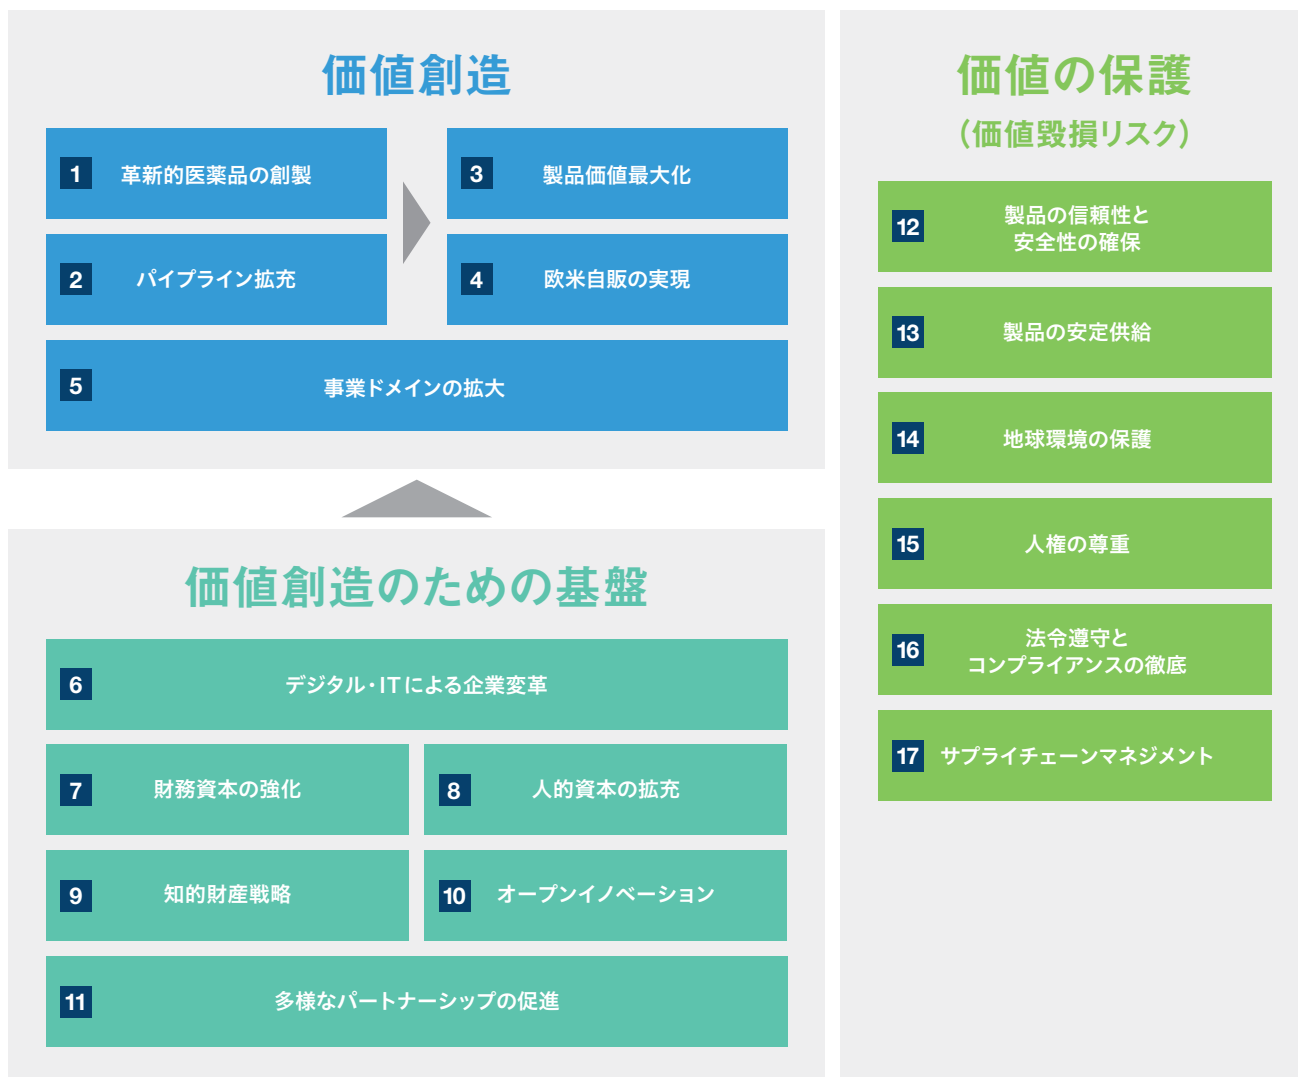 価値創造
1 革新的医薬品の創製
2 パイプライン拡充
3 製品価値最大化
4 欧米自販の実現
5 事業ドメインの拡大
価値創造のための基盤
6 デジタル・ITによる企業変革
7 財務資本の強化
8 人的資本の拡充
9 知的財産戦略
10 オープンイノベーション
11 多様なパートナーシップの促進
価値の保護
（価値毀損リスク）
12 製品の信頼性と
安全性の確保
13 製品の安定供給
14 地球環境の保護
15 人権の尊重
16 法令遵守と
コンプライアンスの徹底
17 サプライチェーンマネジメント